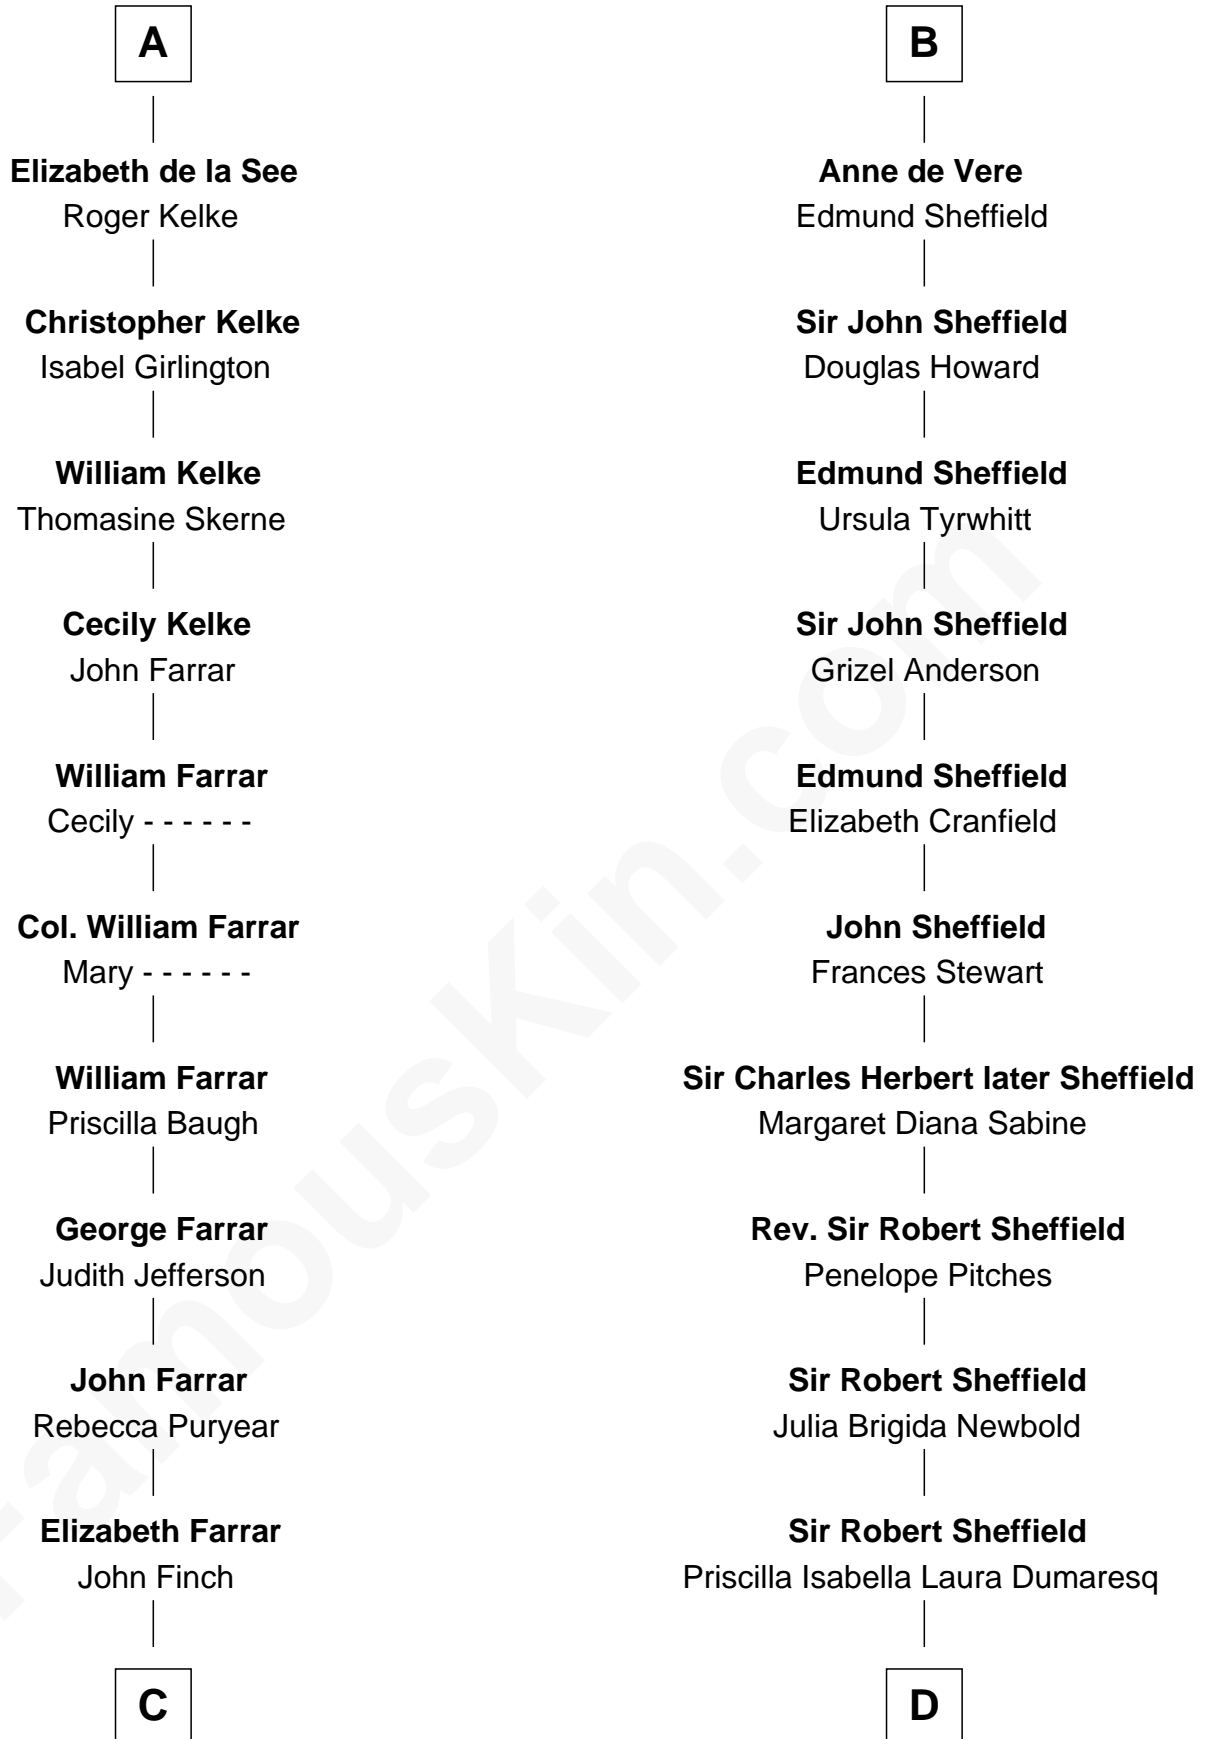 A
Elizabeth de la See
Roger Kelke
Christopher Kelke
Isabel Girlington
William Kelke
Thomasine Skerne
Cecily Kelke
John Farrar
William Farrar
Cecily - - - - - -
Col. William Farrar
Mary - - - - - -
William Farrar
Priscilla Baugh
George Farrar
Judith Jefferson
John Farrar
Rebecca Puryear
Elizabeth Farrar
John Finch
C
B
Anne de Vere
Edmund Sheffield
Sir John Sheffield
Douglas Howard
Edmund Sheffield
Ursula Tyrwhitt
Sir John Sheffield
Grizel Anderson
Edmund Sheffield
Elizabeth Cranfield
John Sheffield
Frances Stewart
Sir Charles Herbert later Sheffield
Margaret Diana Sabine
Rev. Sir Robert Sheffield
Penelope Pitches
Sir Robert Sheffield
Julia Brigida Newbold
Sir Robert Sheffield
Priscilla Isabella Laura Dumaresq
D
FamousKin.com